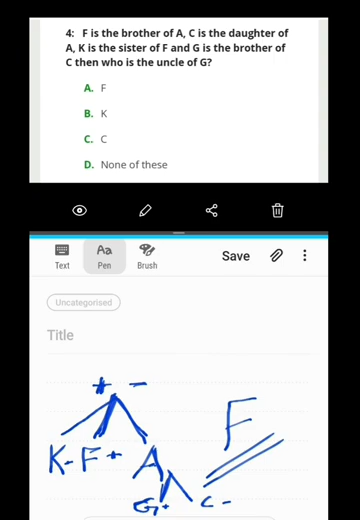 4: F is the brother of A, C is the daughter of
A, K is the sister of F and G is the brother of
C then who is the uncle of G?
A. F
B. K
C. C
D. None of these
Text
Aa
Pen
Brush
Save
Uncategorised
Title
+ -
F
K- F + A
G+ C -